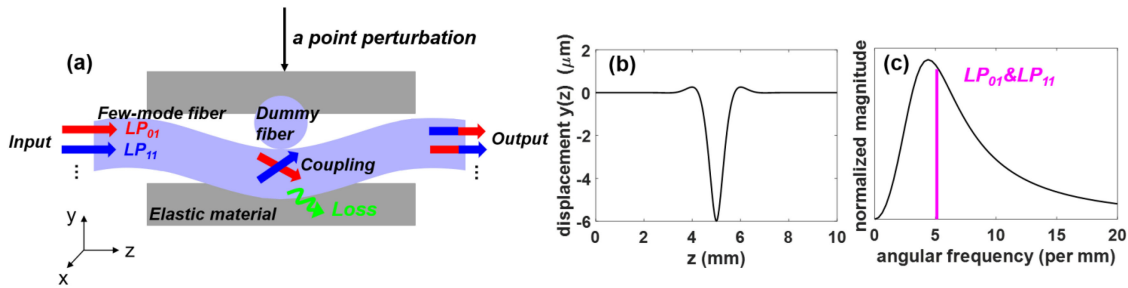 (a)
a point perturbation
Few-mode fiber
Dummy
fiber
Input
LP01
LP11
Output
Coupling
Loss
Elastic material
...
...
y
z
x
(b)
displacement y(z) (μm)
2
0
-2
-4
-6
0 2 4 6 8 10
z (mm)
(c)
LP01&LP11
normalized magnitude
0 5 10 15 20
angular frequency (per mm)